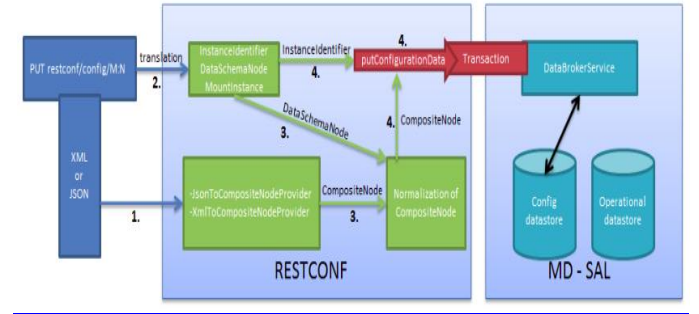 PUT restconf/config/M:N
translation
2.
InstanceIdentifier
DataSchemaNode
MountInstance
InstanceIdentifier
4.
4.
putConfigurationData
Transaction
DataBrokerService
DataSchemaNode
3.
4.
CompositeNode
XML
or
JSON
1.
-JsonToCompositeNodeProvider
-XmlToCompositeNodeProvider
CompositeNode
3.
Normalization of
CompositeNode
Config
datastore
Operational
datastore
RESTCONF
MD - SAL